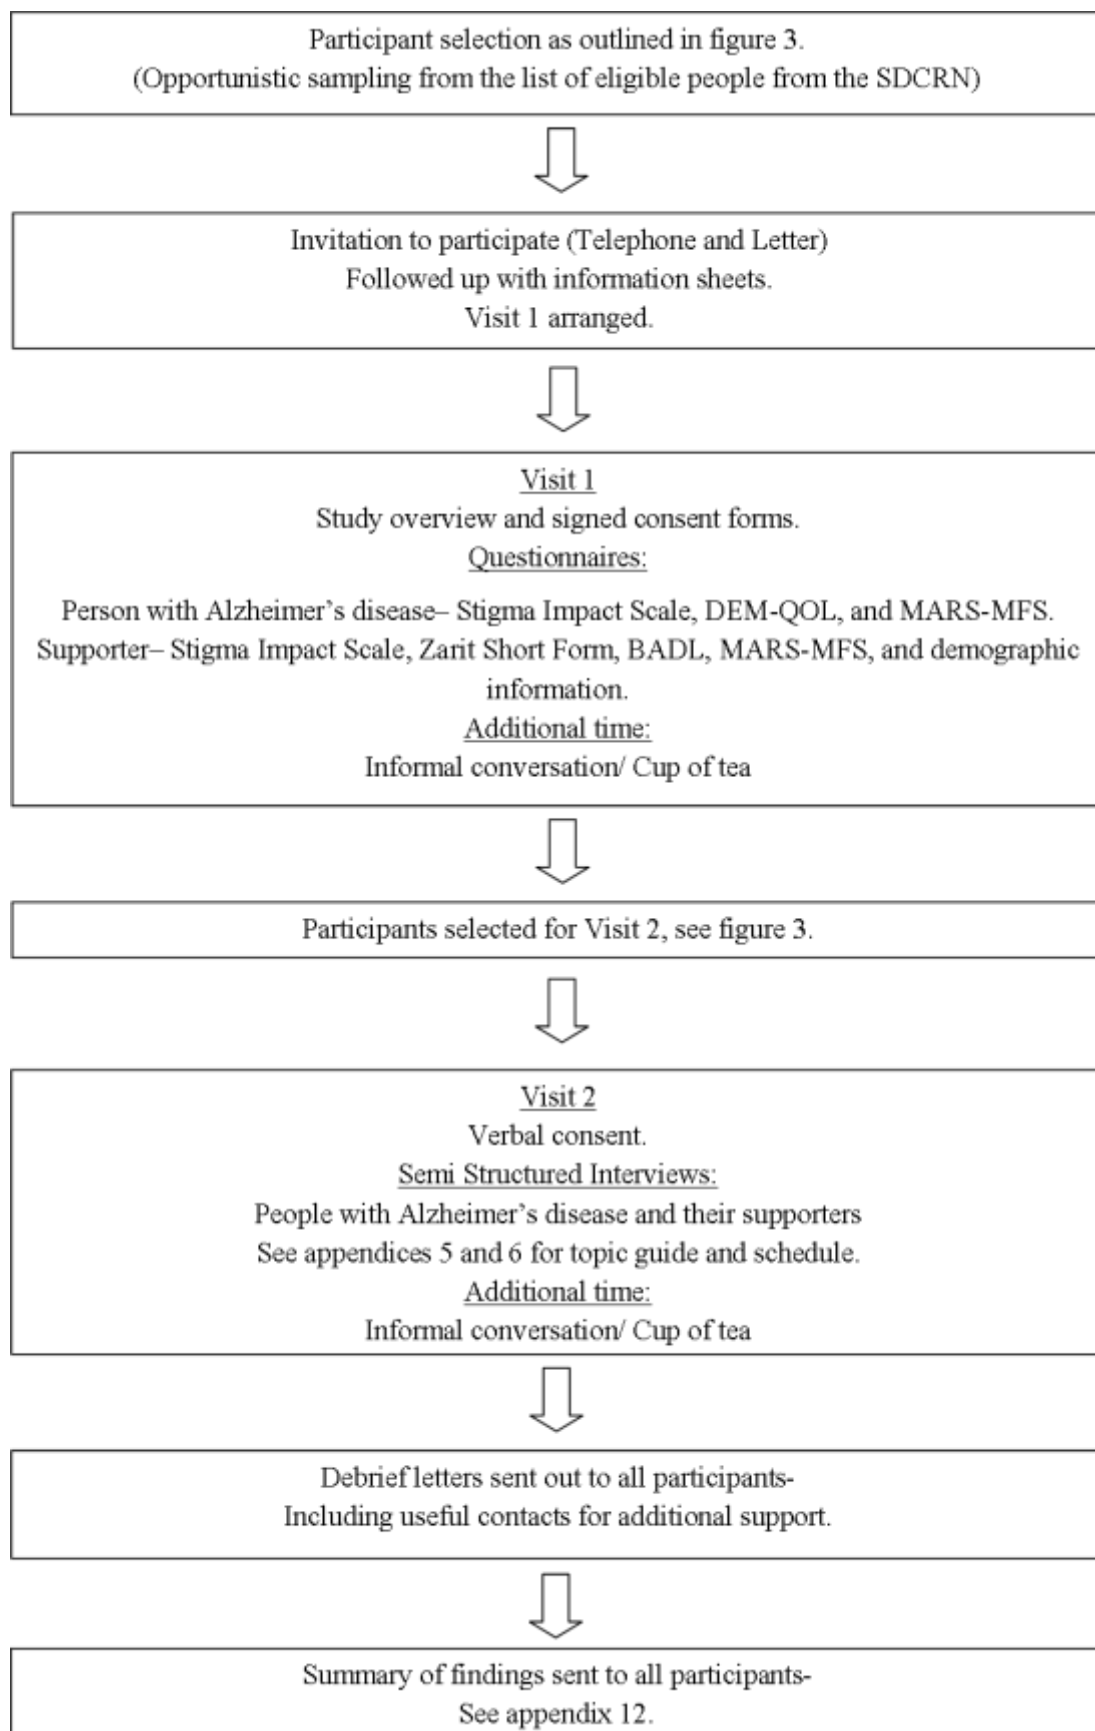 Participant selection as outlined in figure 3.
(Opportunistic sampling from the list of eligible people from the SDCRN)
Invitation to participate (Telephone and Letter)
Followed up with information sheets.
Visit 1 arranged.
Visit 1
Study overview and signed consent forms.
Questionnaires:
Person with Alzheimer’s disease– Stigma Impact Scale, DEM-QOL, and MARS-MFS.
Supporter– Stigma Impact Scale, Zarit Short Form, BADL, MARS-MFS, and demographic
information.
Additional time:
Informal conversation/ Cup of tea
Participants selected for Visit 2, see figure 3.
Visit 2
Verbal consent.
Semi Structured Interviews:
People with Alzheimer’s disease and their supporters
See appendices 5 and 6 for topic guide and schedule.
Additional time:
Informal conversation/ Cup of tea
Debrief letters sent out to all participants-
Including useful contacts for additional support.
Summary of findings sent to all participants-
See appendix 12.